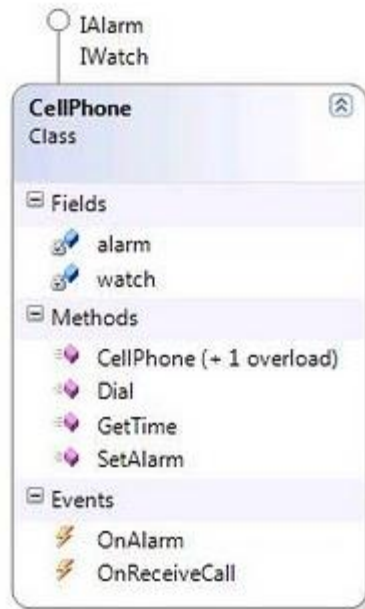 IAlarm
IWatch
CellPhone
Class
Fields
alarm
watch
Methods
CellPhone (+ 1 overload)
Dial
GetTime
SetAlarm
Events
OnAlarm
OnReceiveCall